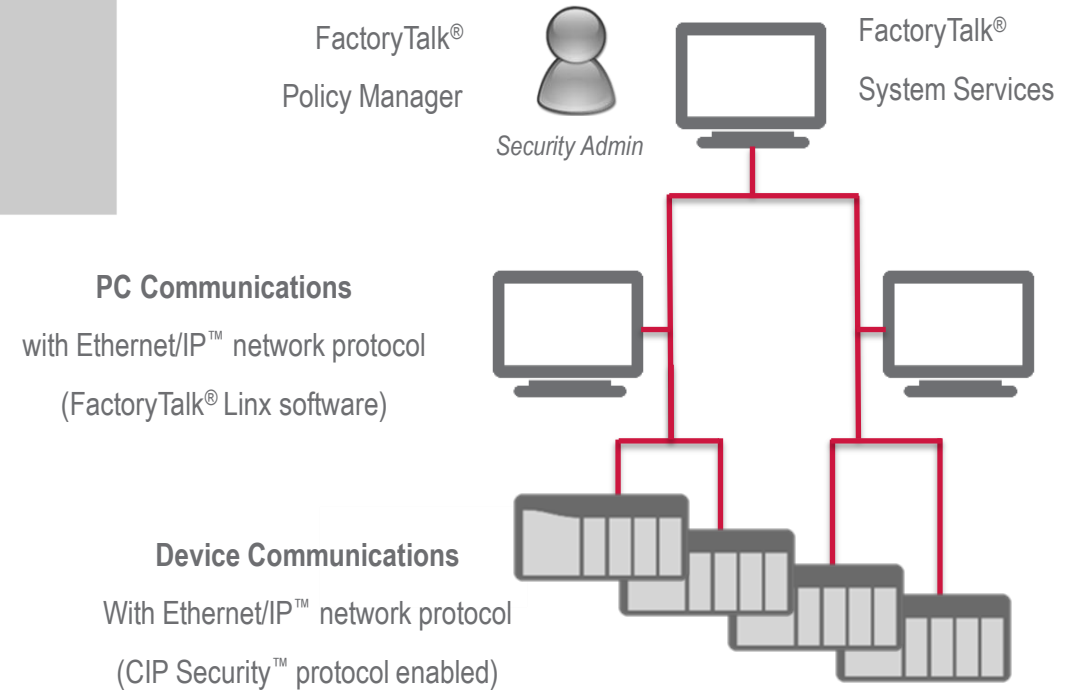 FactoryTalk®
Policy Manager
Security Admin
FactoryTalk®
System Services
PC Communications
with Ethernet/IP™ network protocol
(FactoryTalk® Linx software)
Device Communications
With Ethernet/IP™ network protocol
(CIP Security™ protocol enabled)